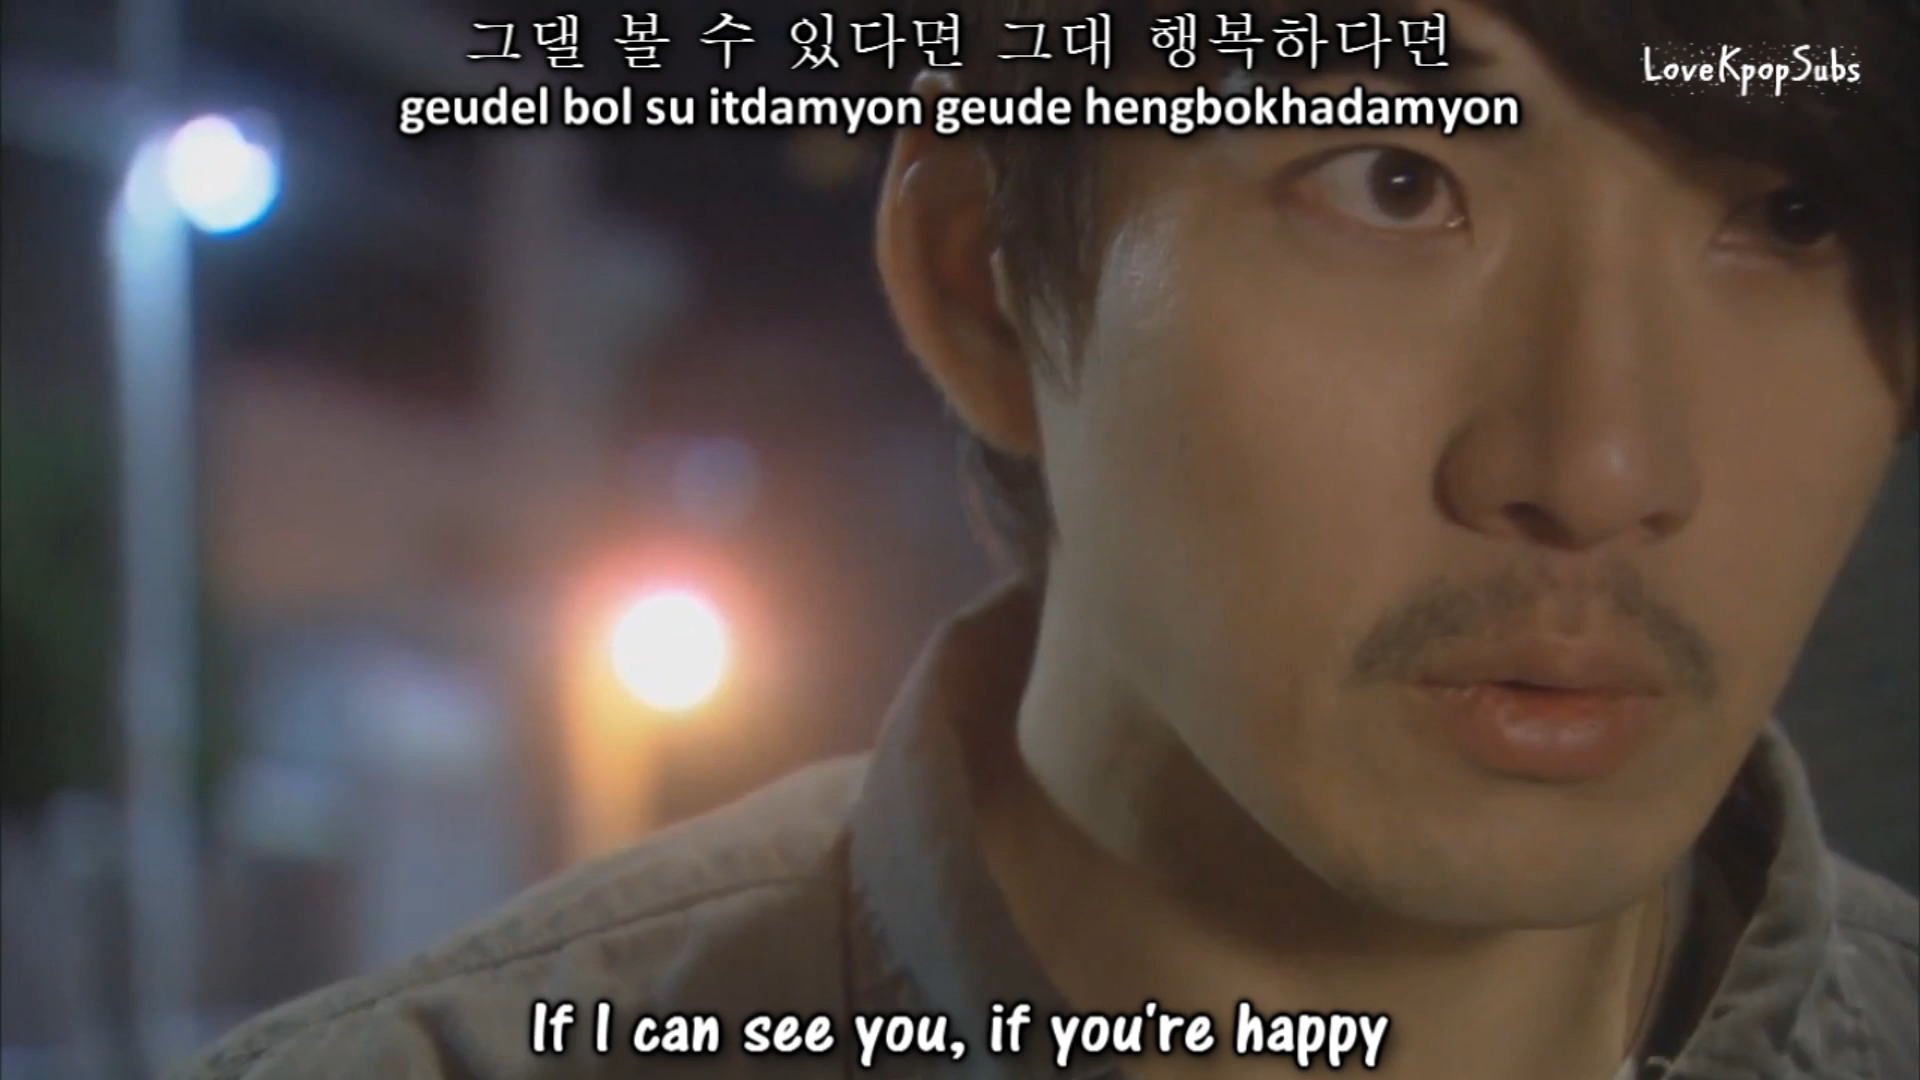 그댈 볼 수 있다면 그대 행복하다면
LoveKpopSubs
geudel bol su itdamyon geude hengbokhadamyon
If I can see you, if you're happy